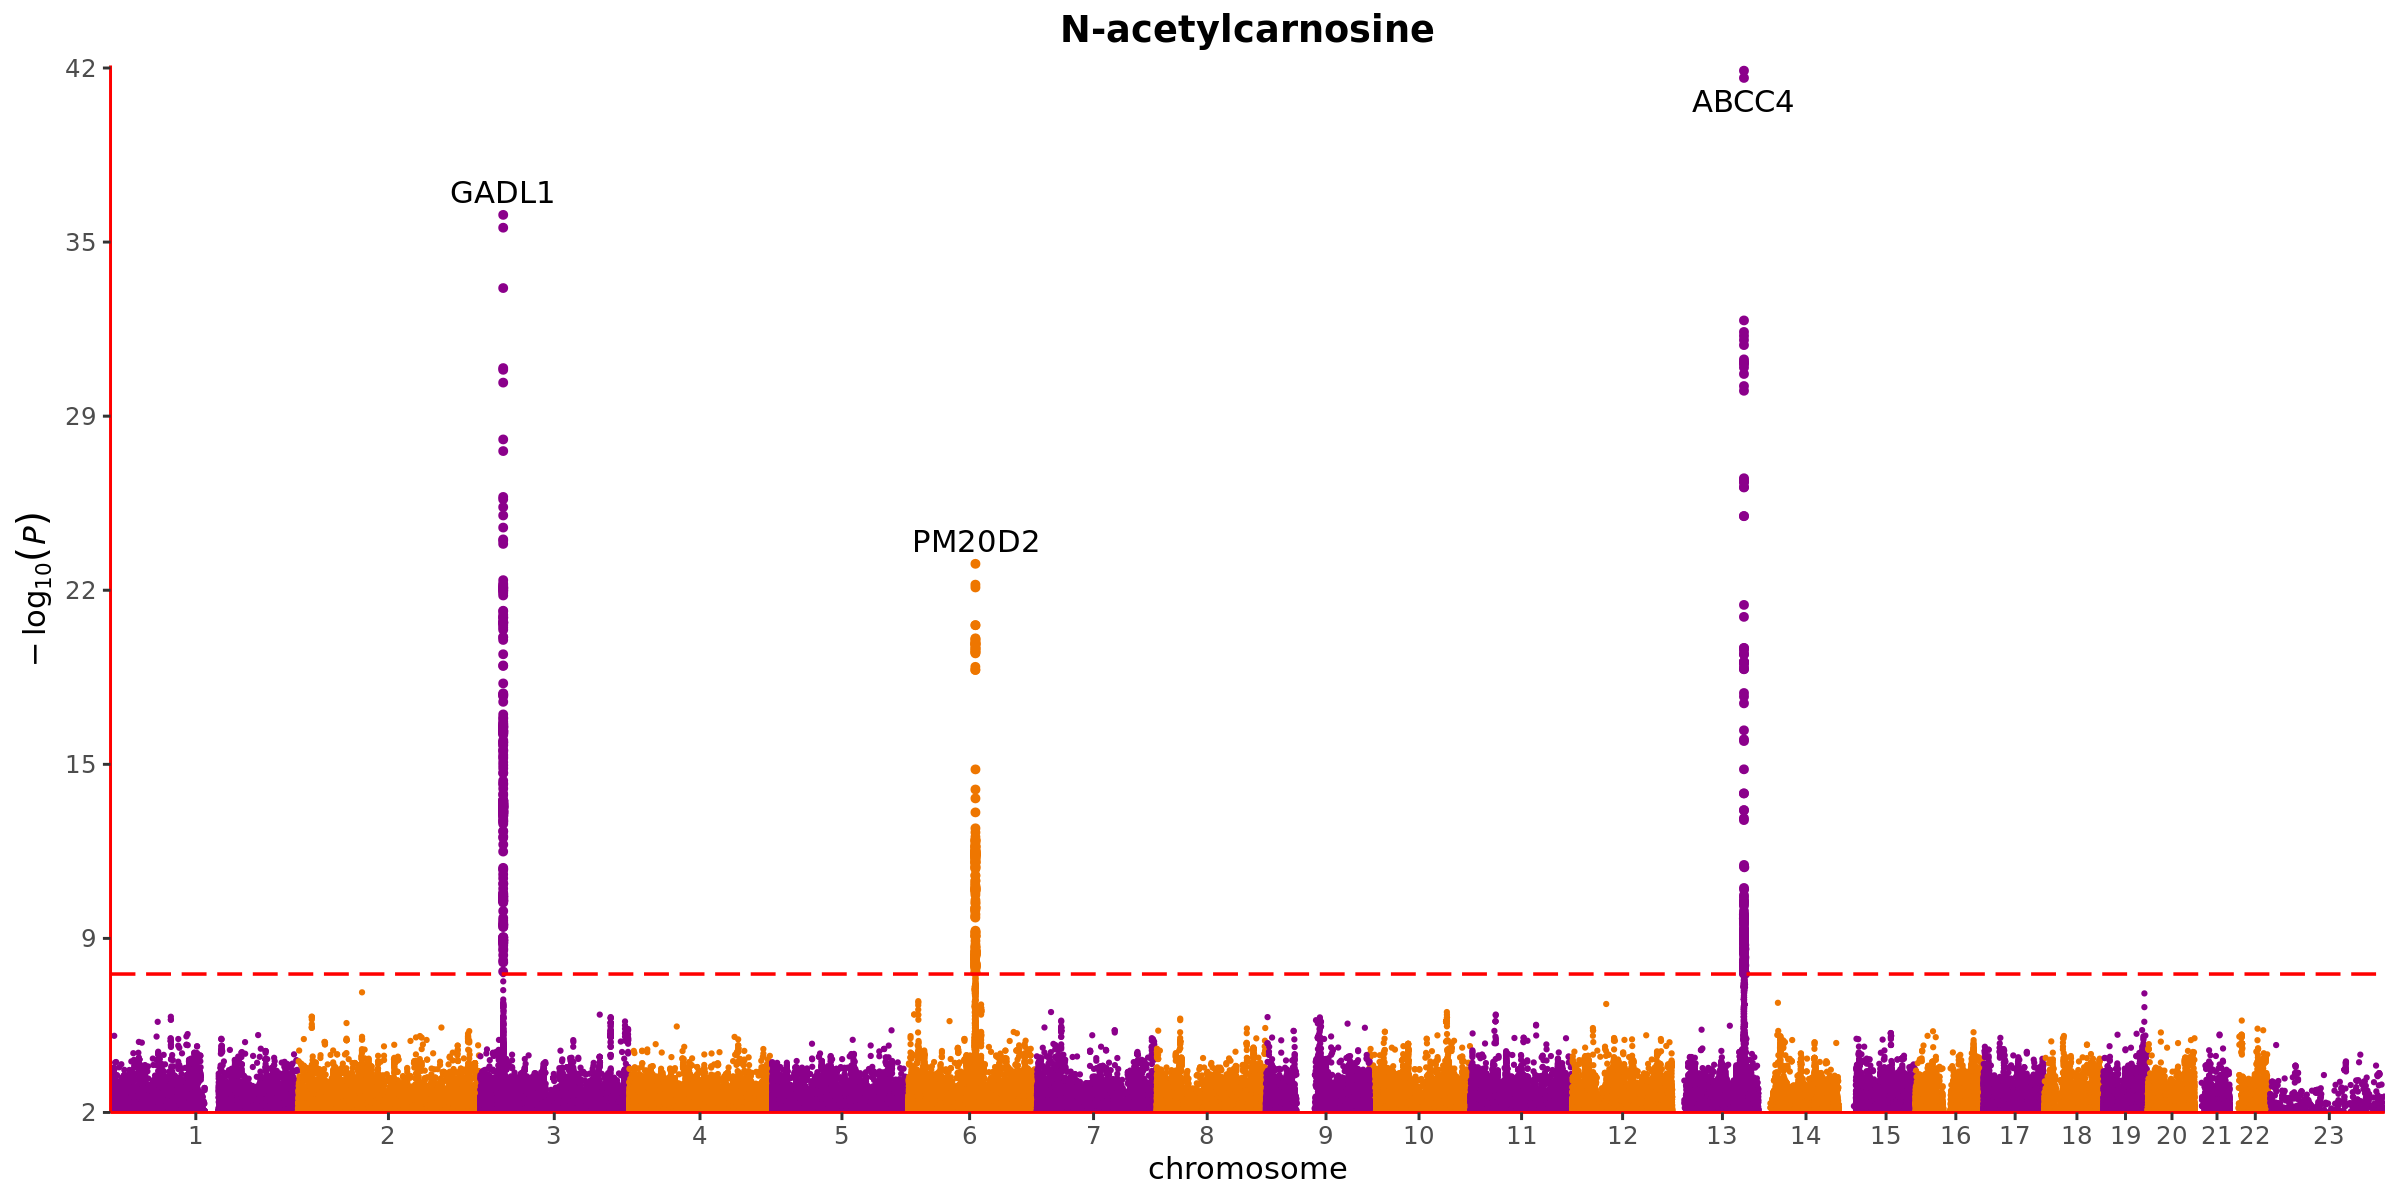 N-acetylcarnosine
42
ABCC4
GADL1
35
29
PM20D2
22
15
9
2
− log10(P)
1 2 3 4 5 6 7 8 9 10 11 12 13 14 15 16 17 18 19 20 21 22 23
chromosome